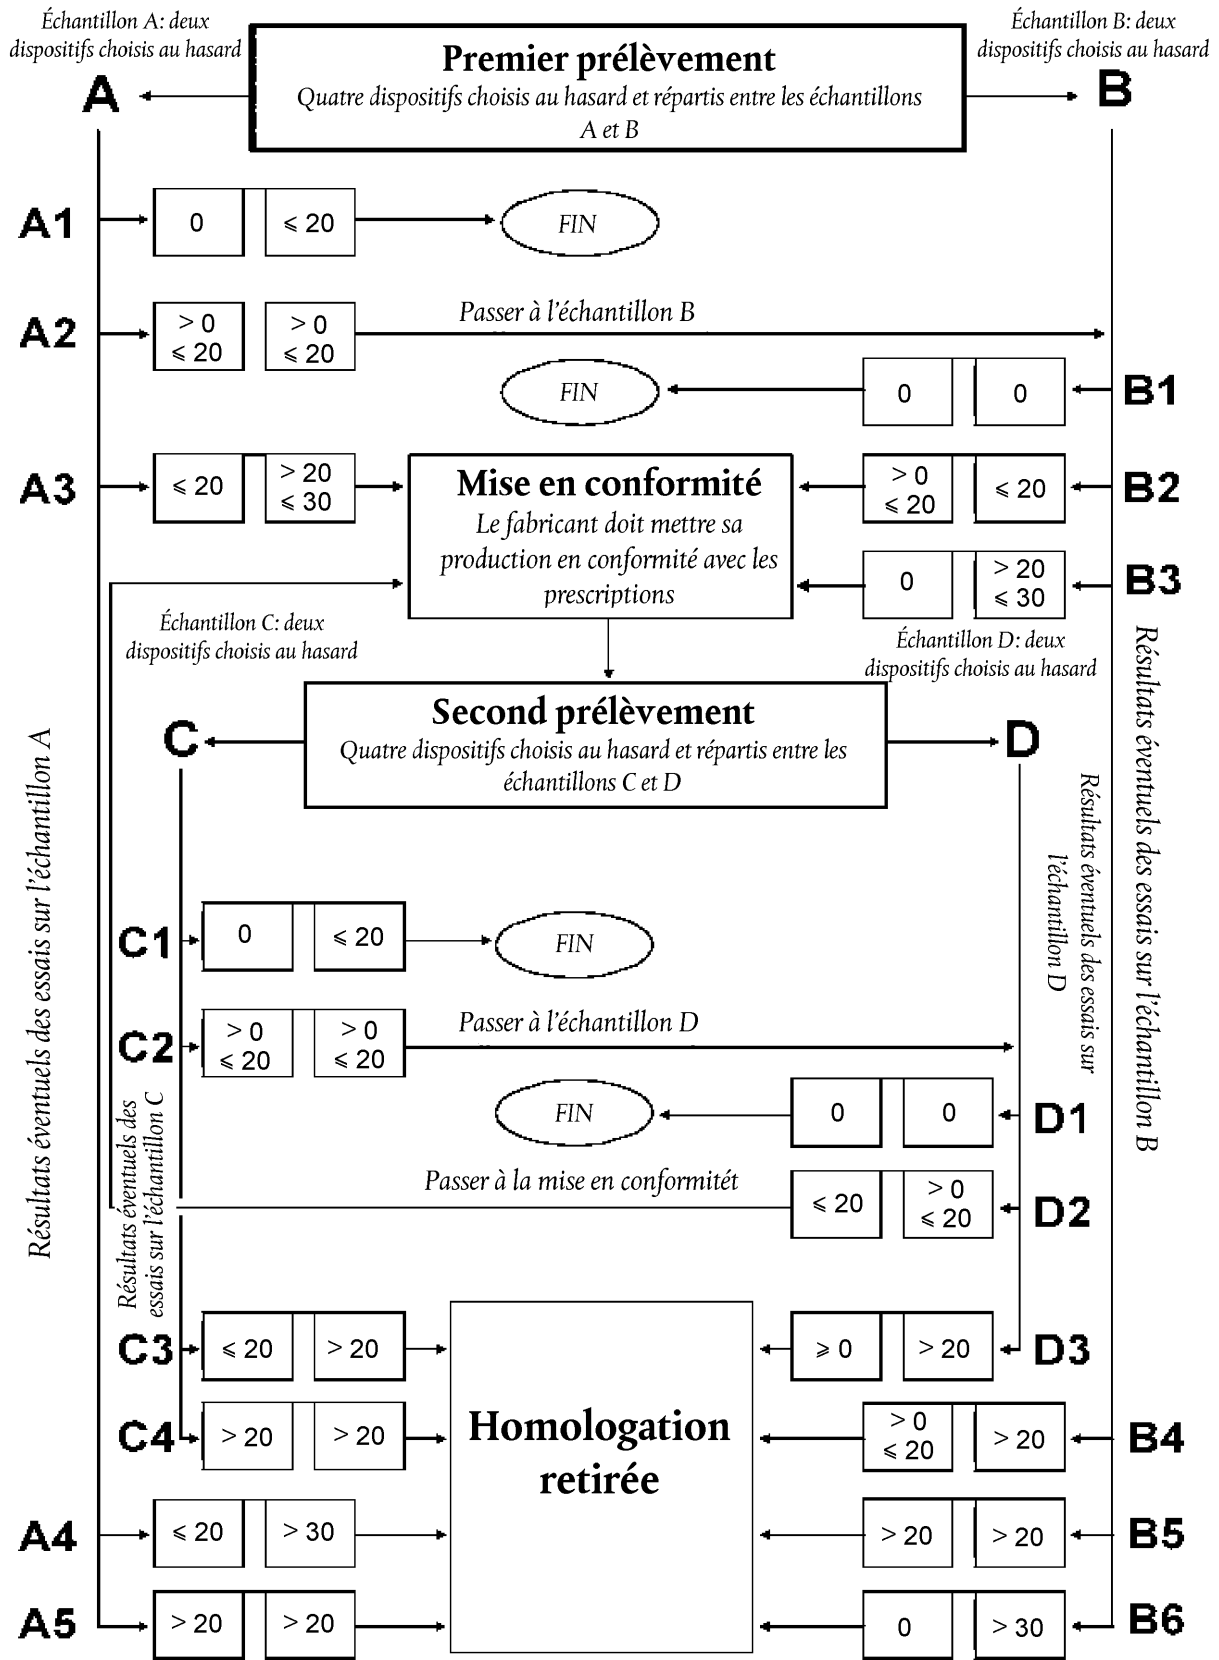 Échantillon A: deux
dispositifs choisis au hasard
Échantillon B: deux
dispositifs choisis au hasard
Premier prélèvement
Quatre dispositifs choisis au hasard et répartis entre les échantillons
A et B
A
B
A1
0
≤ 20
FIN
A2
> 0
≤ 20
> 0
≤ 20
Passer à l'échantillon B
FIN
0
0
B1
A3
≤ 20
> 20
≤ 30
Mise en conformité
Le fabricant doit mettre sa
production en conformité avec les
prescriptions
> 0
≤ 20
≤ 20
B2
0
> 20
≤ 30
B3
Échantillon C: deux
dispositifs choisis au hasard
Échantillon D: deux
dispositifs choisis au hasard
Second prélèvement
Quatre dispositifs choisis au hasard et répartis entre les
échantillons C et D
C
D
Résultats éventuels des essais sur l'échantillon A
Résultats éventuels des essais sur
l'échantillon D
Résultats éventuels des essais sur l'échantillon B
C1
0
≤ 20
FIN
C2
> 0
≤ 20
> 0
≤ 20
Passer à l'échantillon D
FIN
0
0
D1
Résultats éventuels des
essais sur l'échantillon C
Passer à la mise en conformitét
≤ 20
> 0
≤ 20
D2
C3
≤ 20
> 20
Homologation
retirée
≥ 0
> 20
D3
C4
> 20
> 20
> 0
≤ 20
> 20
B4
A4
≤ 20
> 30
> 20
> 20
B5
A5
> 20
> 20
0
> 30
B6